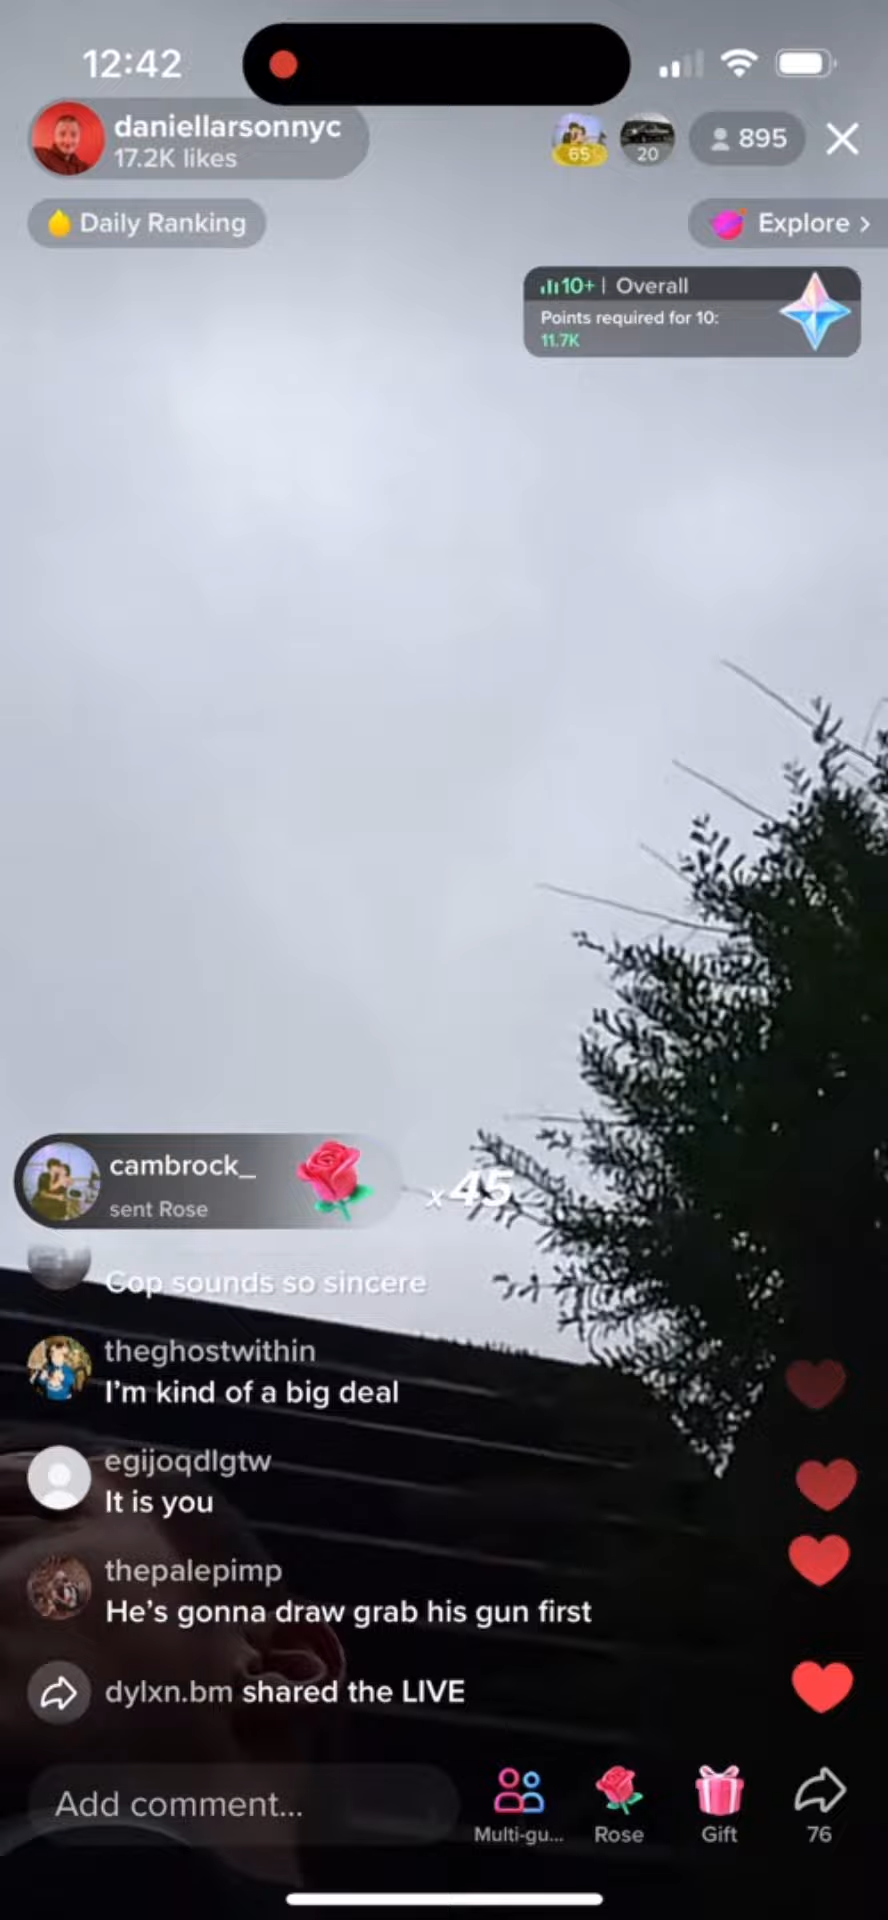 12:42
daniellarsonnyc
17.2K likes
65
20
895
Daily Ranking
Explore >
10+ | Overall
Points required for 10:
11.7K
cambrock_
sent Rose
x45
Cop sounds so sincere
theghostwithin
I'm kind of a big deal
egijoqdlgtw
It is you
thepalepimp
He's gonna draw grab his gun first
dylxn.bm shared the LIVE
Add comment...
Multi-gu...
Rose
Gift
76